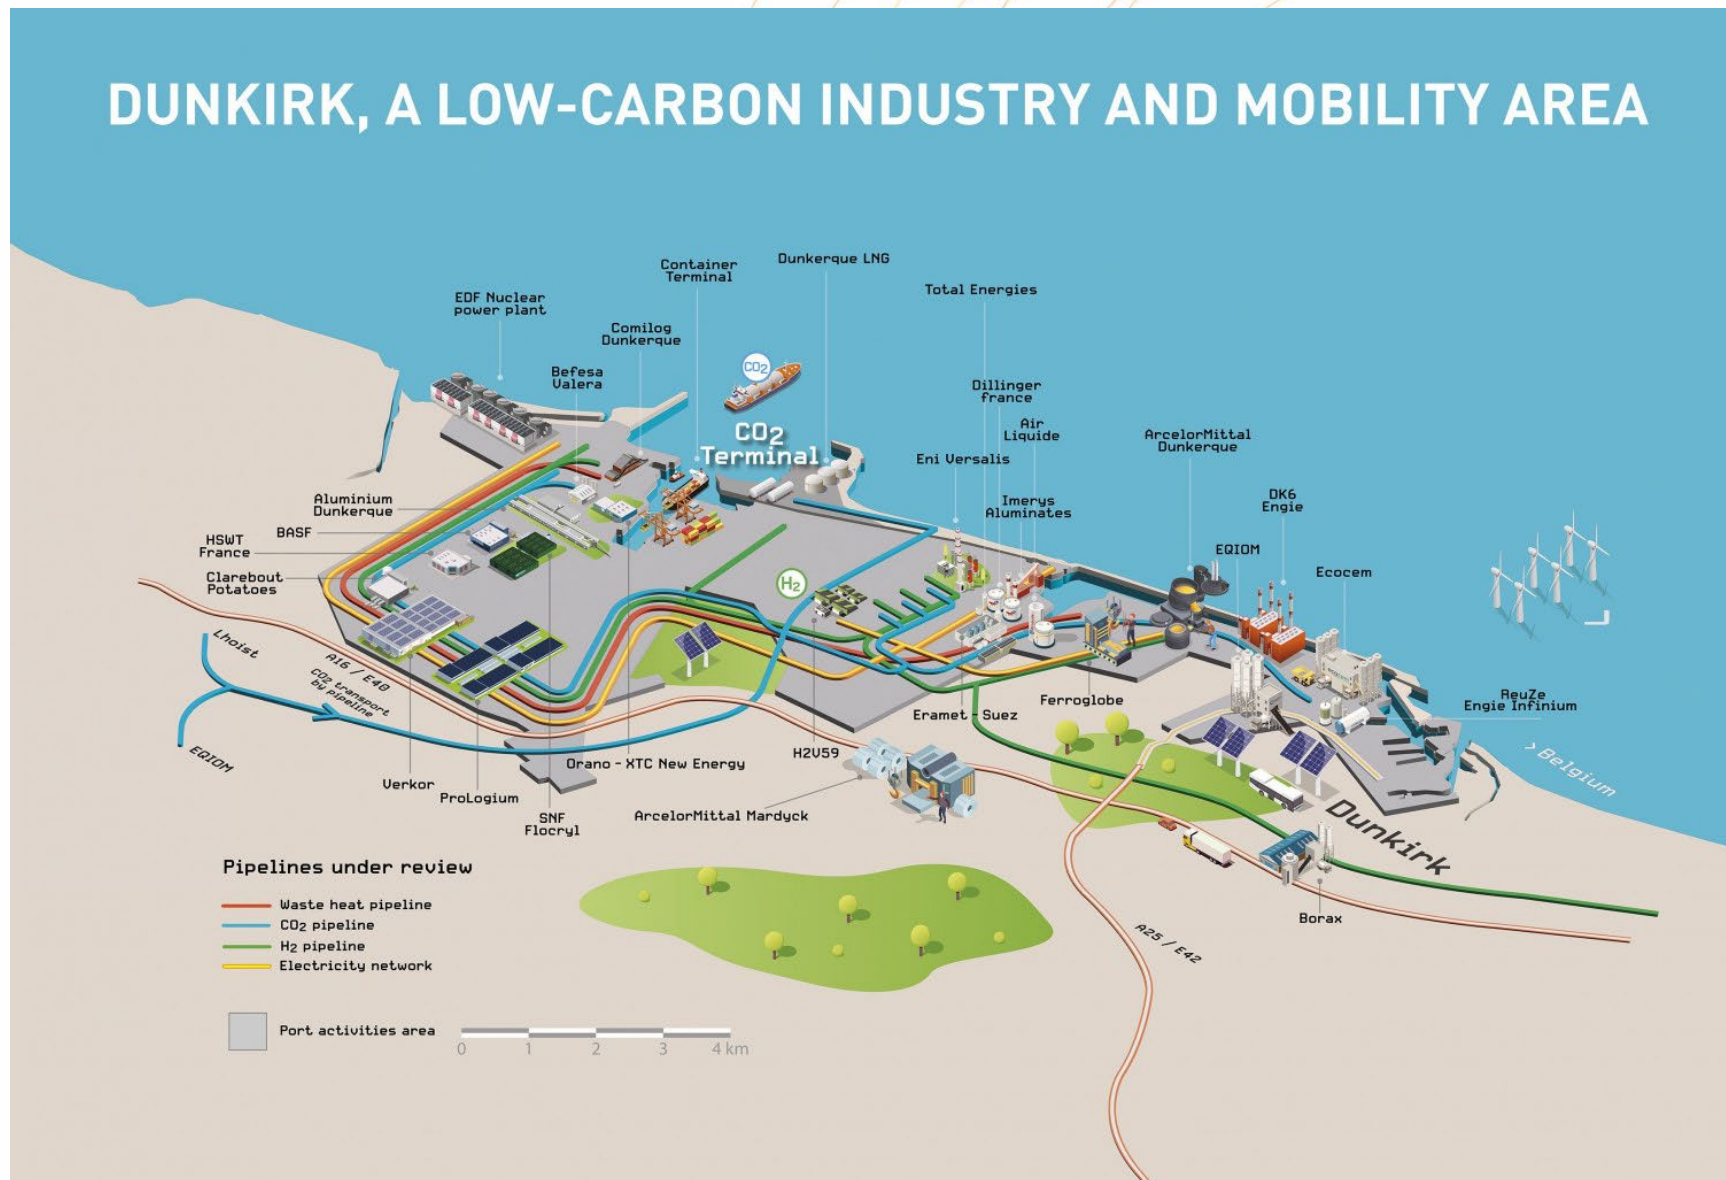 DUNKIRK, A LOW-CARBON INDUSTRY AND MOBILITY AREA
Dunkerque LNG
Container
Terminal
Total Energies
EDF Nuclear
power plant
Comilog
Dunkerque
Befesa
Valera
CO2
CO2
Terminal
Dillinger
france
Air
Liquide
ArcelorMittal
Dunkerque
Eni Versalis
Imerys
Aluminates
DK6
Engie
Aluminium
Dunkerque
BASF
HSWT
France
Clarebout
Potatoes
EQIOM
Ecocem
H2
Lhoist
A16 / E40
CO2 transport
by pipeline
EQIOM
Verkor
ProLogium
SNF
Flocryl
Orano - XTC New Energy
H2V59
ArcelorMittal Mardyck
Eramet - Suez
Ferroglobe
ReuZe
Engie Infinium
> Belgium
Dunkirk
Borax
A25 / E42
Pipelines under review
Waste heat pipeline
CO2 pipeline
H2 pipeline
Electricity network
Port activities area
0 1 2 3 4 km